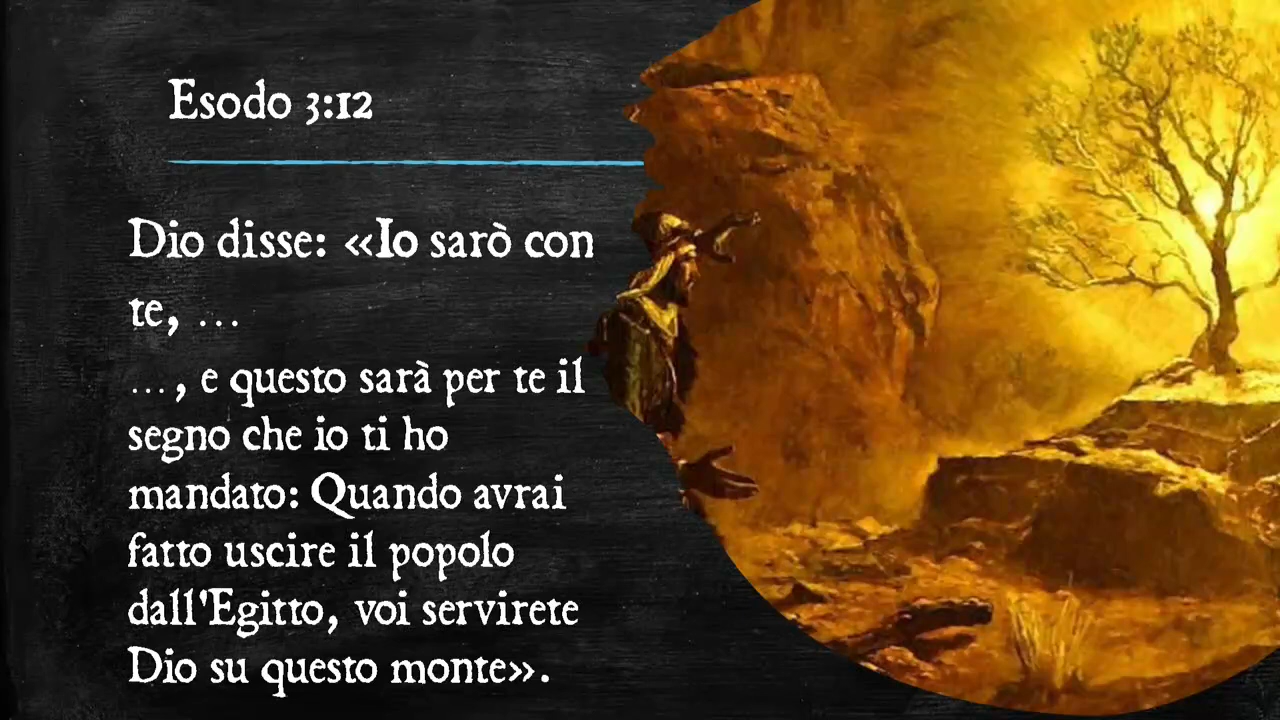 Esodo 3:12
Dio disse: «Io sarò con
te, …
…, e questo sarà per te il
segno che io ti ho
mandato: Quando avrai
fatto uscire il popolo
dall'Egitto, voi servirete
Dio su questo monte».